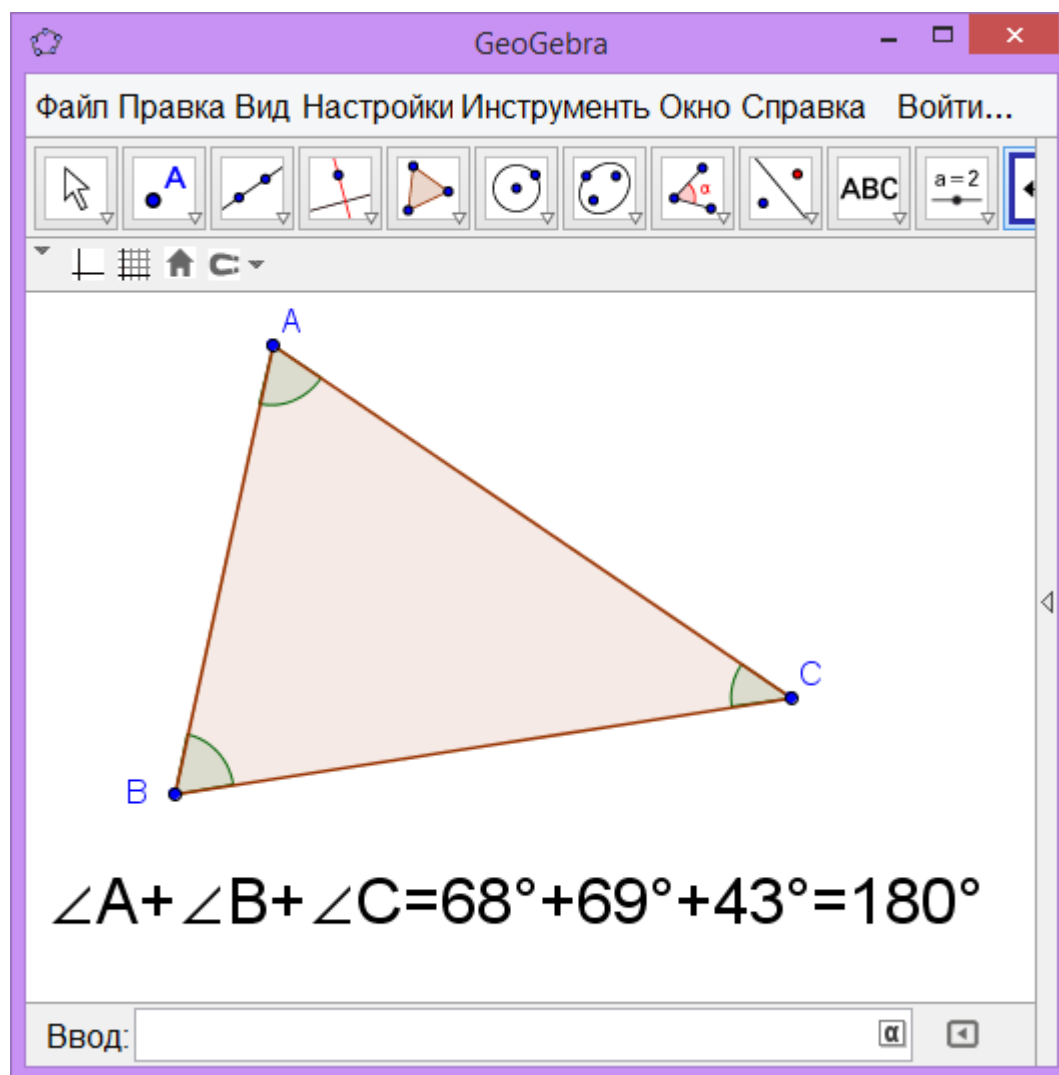 GeoGebra
Файл Правка Вид Настройки Инструменть Окно Справка Войти...
A ABC a=2
α
A
C
B
∠A+∠B+∠C=68°+69°+43°=180°
Ввод: α